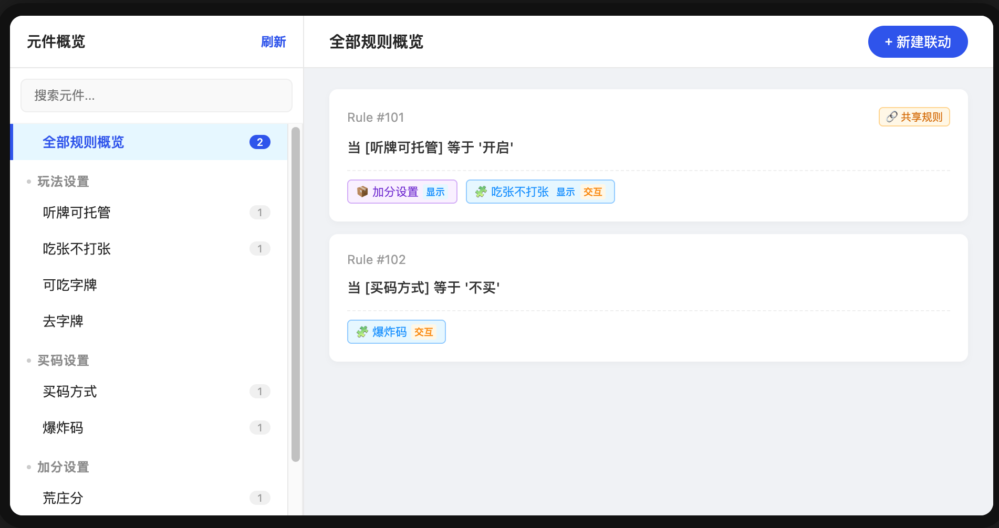 元件概览
刷新
搜索元件...
全部规则概览 2
玩法设置
听牌可托管 1
吃张不打张 1
可吃字牌
去字牌
买码设置
买码方式 1
爆炸码 1
加分设置
荒庄分 1
全部规则概览
+ 新建联动
Rule #101
共享规则
当 [听牌可托管] 等于 '开启'
加分设置 显示
吃张不打张 显示 交互
Rule #102
当 [买码方式] 等于 '不买'
爆炸码 交互